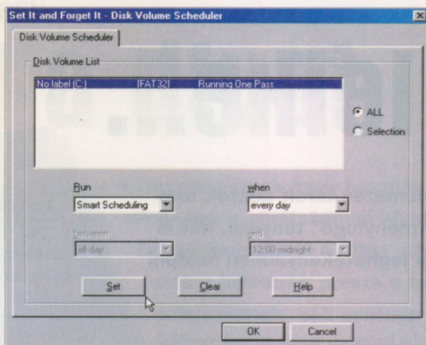 Set It and Forget It - Disk Volume Scheduler
Disk Volume Scheduler
Disk Volume List
No label (C:) [FAT32] Running One Pass
ALL
Selection
Run
when
Smart Scheduling
every day
between
and
all day
12:00 midnight
Set
Clear
Help
OK
Cancel